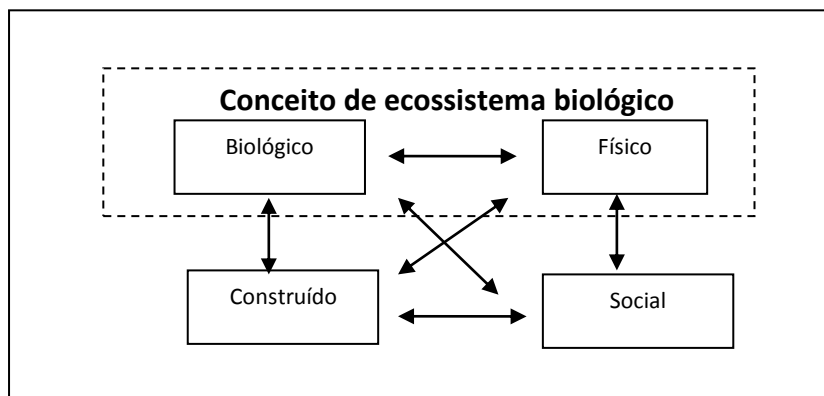 Conceito de ecossistema biológico
Biológico
Físico
Construído
Social